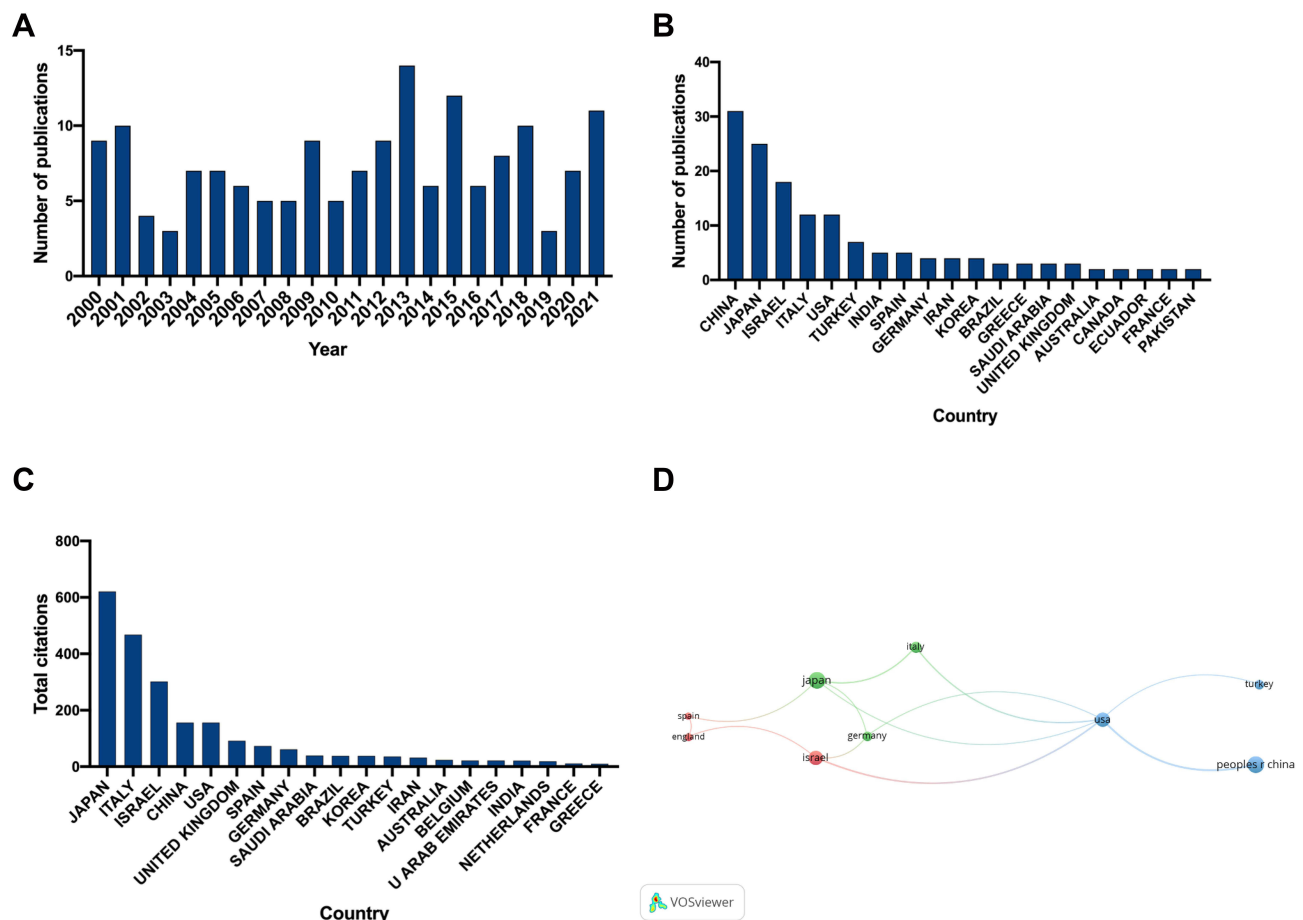 A
Number of publications
15
10
5
0
2000 2001 2002 2003 2004 2005 2006 2007 2008 2009 2010 2011 2012 2013 2014 2015 2016 2017 2018 2019 2020 2021
Year
B
Number of publications
40
30
20
10
0
CHINA JAPAN ISRAEL ITALY USA TURKEY INDIA SPAIN GERMANY IRAN KOREA BRAZIL GREECE SAUDI ARABIA UNITED KINGDOM AUSTRALIA CANADA ECUADOR FRANCE PAKISTAN
Country
C
Total citations
800
600
400
200
0
JAPAN ITALY ISRAEL CHINA USA UNITED KINGDOM SPAIN GERMANY SAUDI ARABIA BRAZIL KOREA TURKEY IRAN AUSTRALIA BELGIUM U ARAB EMIRATES INDIA NETHERLANDS FRANCE GREECE
Country
D
italy
japan
turkey
spain
usa
england
germany
israel
peoples r china
VOSviewer